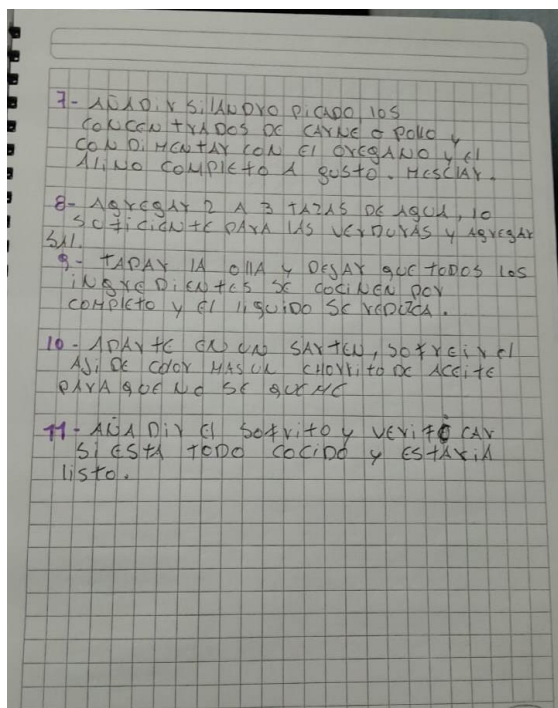 7- AÑADIR SILANDRO PICADO, LOS
CONCENTRADOS DE CARNE O POLLO Y
CONDIMENTAR CON EL OREGANO Y EL
ALINO COMPLETO A GUSTO. MESCLAR.
8- AGREGAR 2 A 3 TAZAS DE AGUA, LO
SUFICIENTE PARA LAS VERDURAS Y AGREGAR
SAL.
9- TAPAR LA OLLA Y DEJAR QUE TODOS LOS
INGREDIENTES SE COCINEN POR
COMPLETO Y EL LIQUIDO SE REDUZCA.
10- APARTE EN UN SARTEN, SOFREIR EL
AJI DE COLOR MAS UN CHORRITO DE ACEITE
PARA QUE NO SE QUEME
11- AÑADIR EL SOFRITO Y VERIFICAR
SI ESTA TODO COCIDO Y ESTARIA
LISTO.